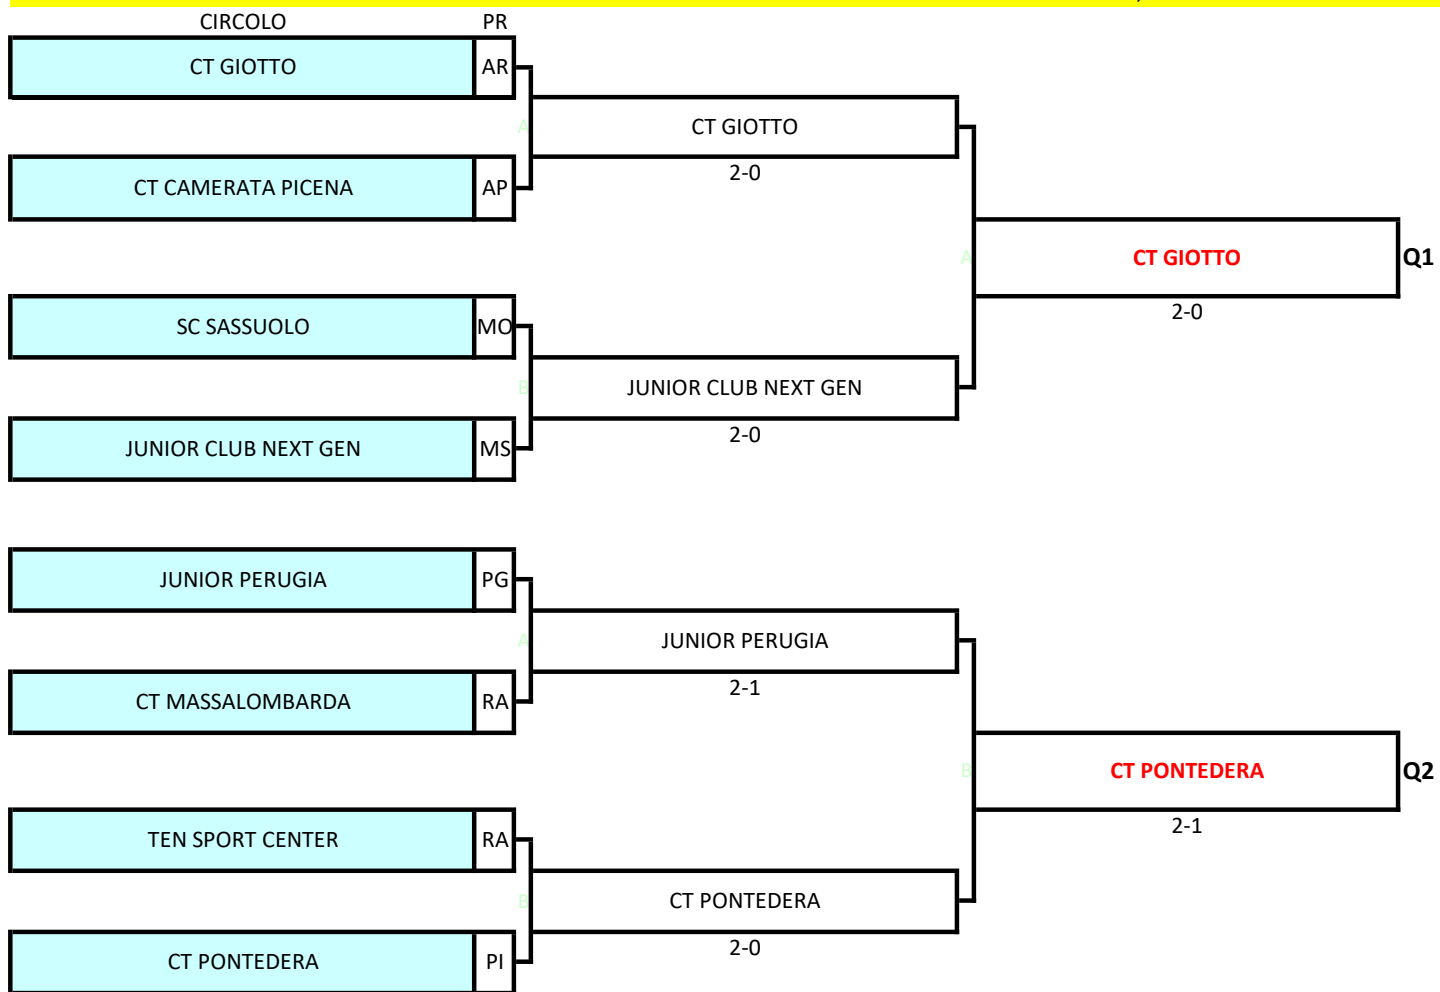 CIRCOLO PR
CT GIOTTO AR
A CT GIOTTO
2-0
CT CAMERATA PICENA AP
A CT GIOTTO Q1
2-0
SC SASSUOLO MO
B JUNIOR CLUB NEXT GEN
2-0
JUNIOR CLUB NEXT GEN MS
JUNIOR PERUGIA PG
A JUNIOR PERUGIA
2-1
CT MASSALOMBARDA RA
B CT PONTEDERA Q2
2-1
TEN SPORT CENTER RA
B CT PONTEDERA
2-0
CT PONTEDERA PI